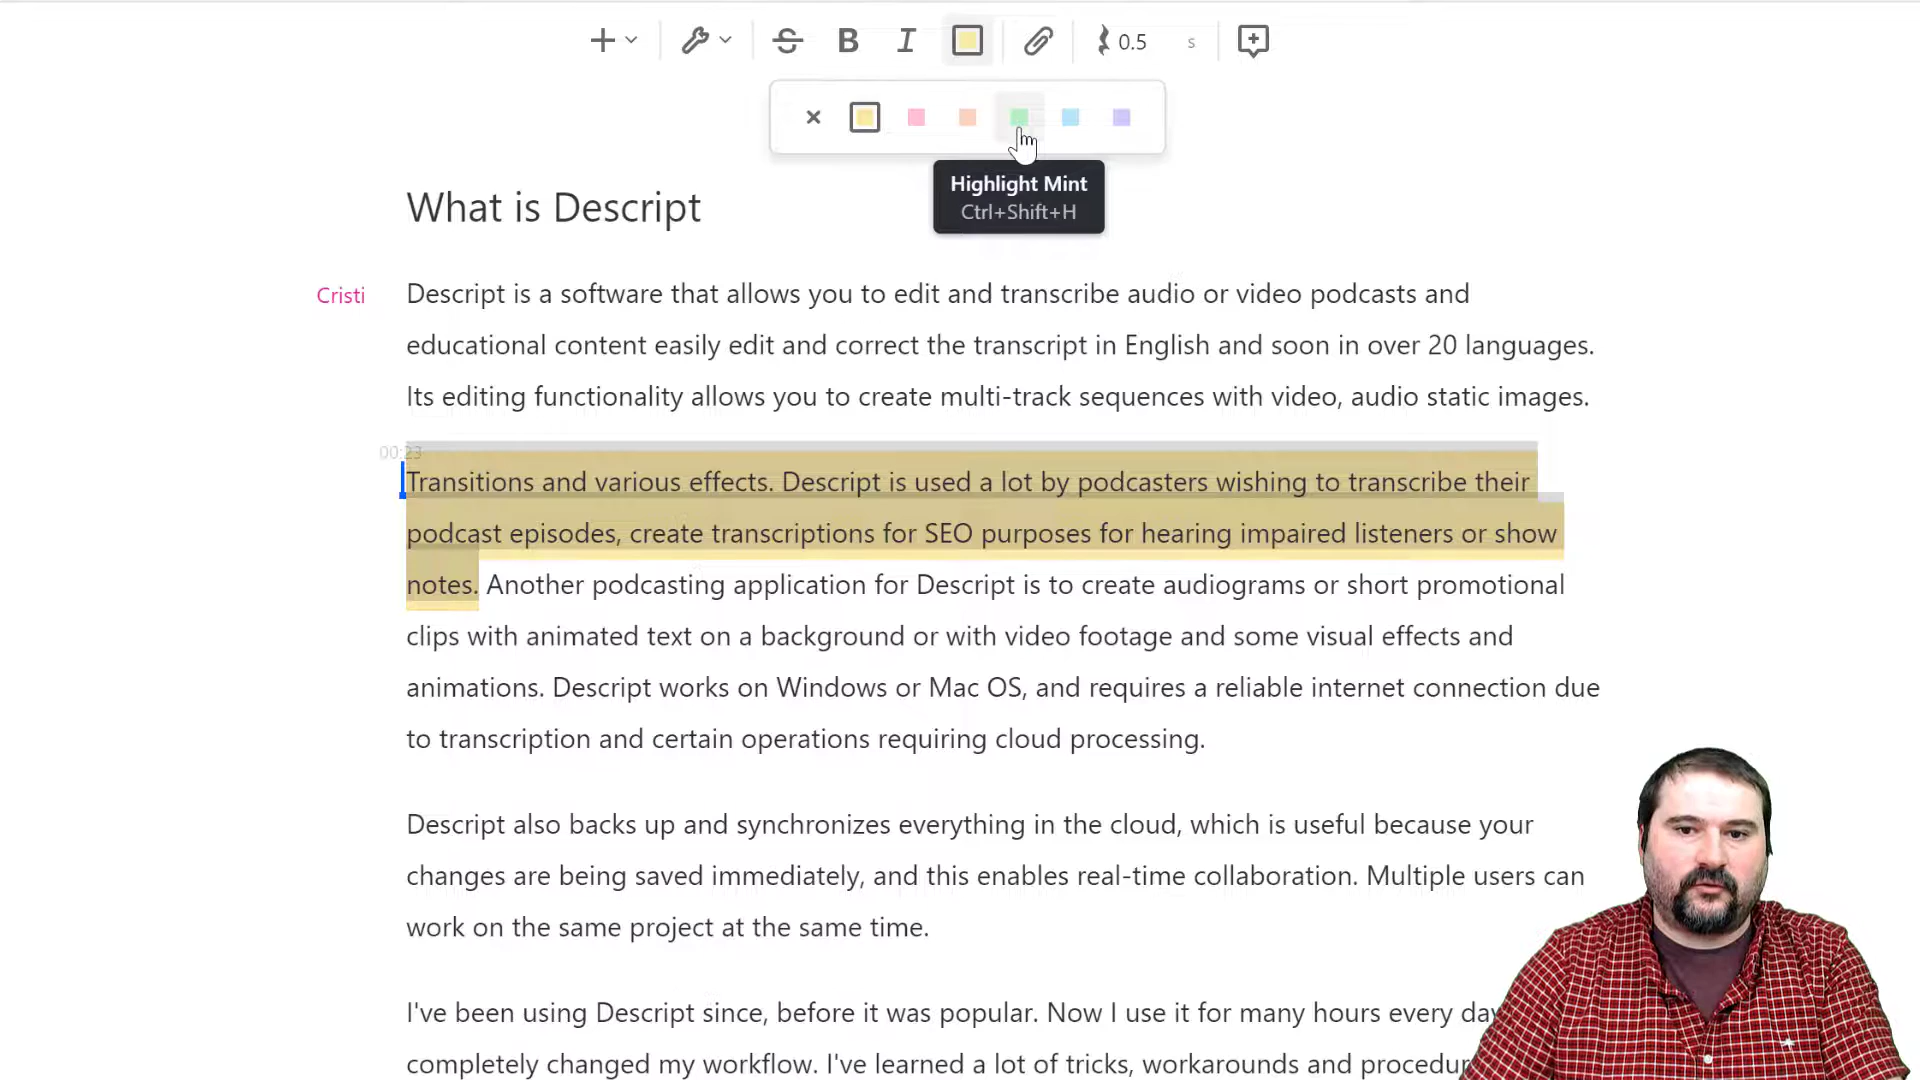 0.5 s
Highlight Mint
Ctrl+Shift+H
What is Descript
Cristi
Descript is a software that allows you to edit and transcribe audio or video podcasts and
educational content easily edit and correct the transcript in English and soon in over 20 languages.
Its editing functionality allows you to create multi-track sequences with video, audio static images.
00:23
Transitions and various effects. Descript is used a lot by podcasters wishing to transcribe their
podcast episodes, create transcriptions for SEO purposes for hearing impaired listeners or show
notes. Another podcasting application for Descript is to create audiograms or short promotional
clips with animated text on a background or with video footage and some visual effects and
animations. Descript works on Windows or Mac OS, and requires a reliable internet connection due
to transcription and certain operations requiring cloud processing.
Descript also backs up and synchronizes everything in the cloud, which is useful because your
changes are being saved immediately, and this enables real-time collaboration. Multiple users can
work on the same project at the same time.
I've been using Descript since, before it was popular. Now I use it for many hours every day
completely changed my workflow. I've learned a lot of tricks, workarounds and